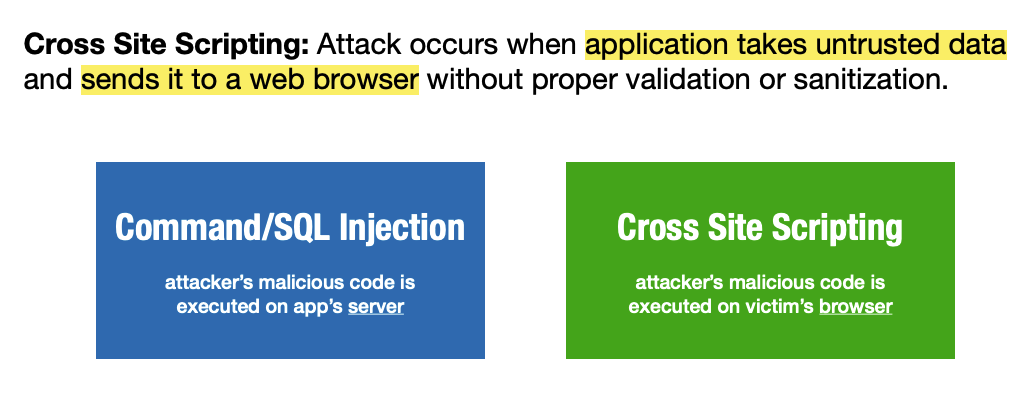 Cross Site Scripting: Attack occurs when application takes untrusted data
and sends it to a web browser without proper validation or sanitization.
Command/SQL Injection
attacker’s malicious code is
executed on app’s server
Cross Site Scripting
attacker’s malicious code is
executed on victim’s browser